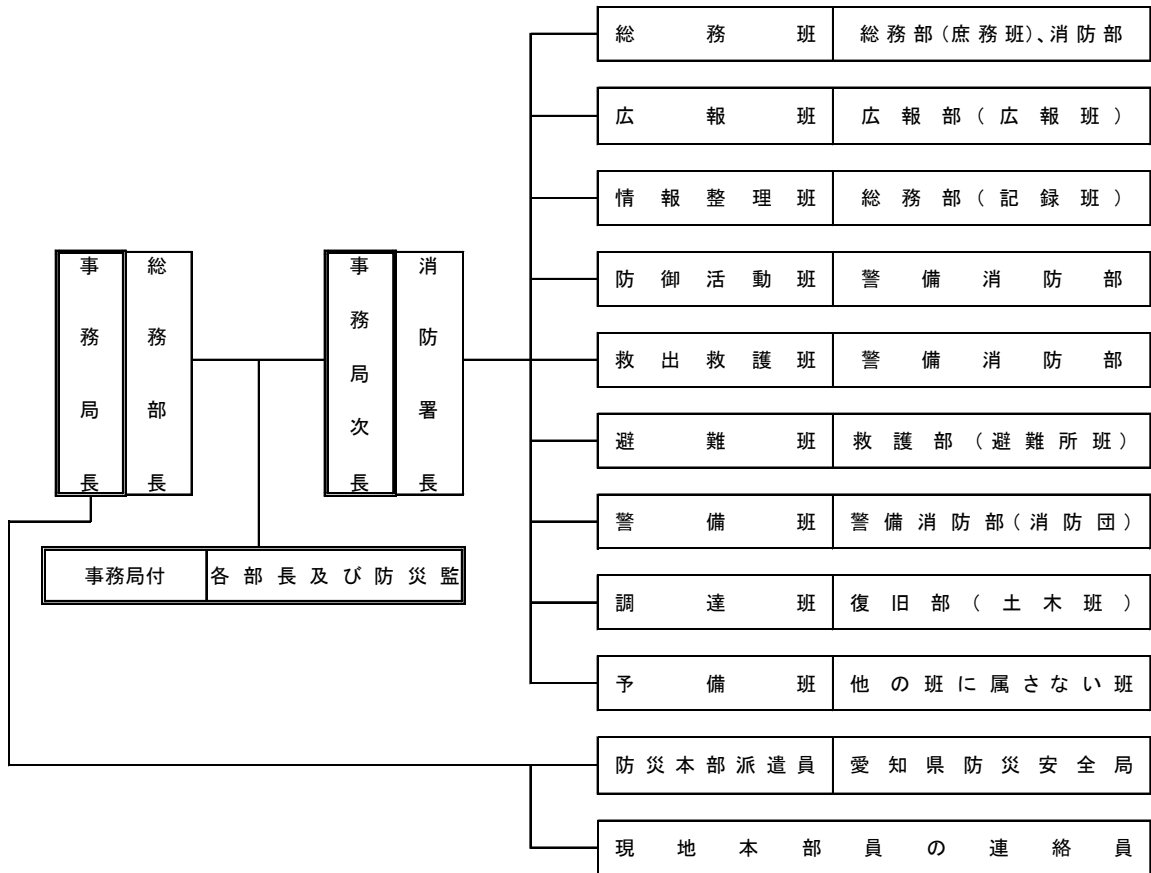 総務班 総務部（庶務班）、消防部
広報班 広報部（広報班）
情報整理班 総務部（記録班）
防御活動班 警備消防部
救出救護班 警備消防部
避難班 救護部（避難所班）
警備班 警備消防部（消防団）
調達班 復旧部（土木班）
予備班 他の班に属さない班
防災本部派遣員 愛知県防災安全局
現地本部員の連絡員
事務局長
総務部長
事務局次長
消防署長
事務局付 各部長及び防災監